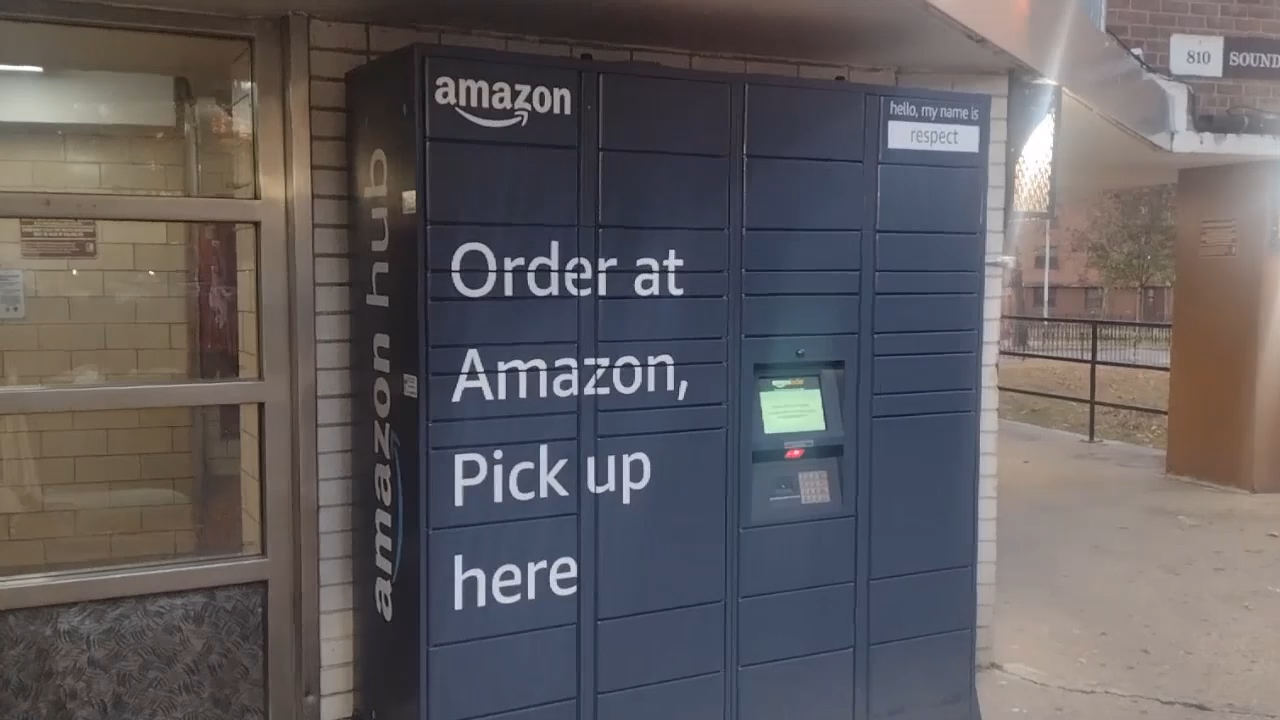 amazon
hello, my name is
respect
amazon hub
Order at
Amazon,
Pick up
here
810 SOUND